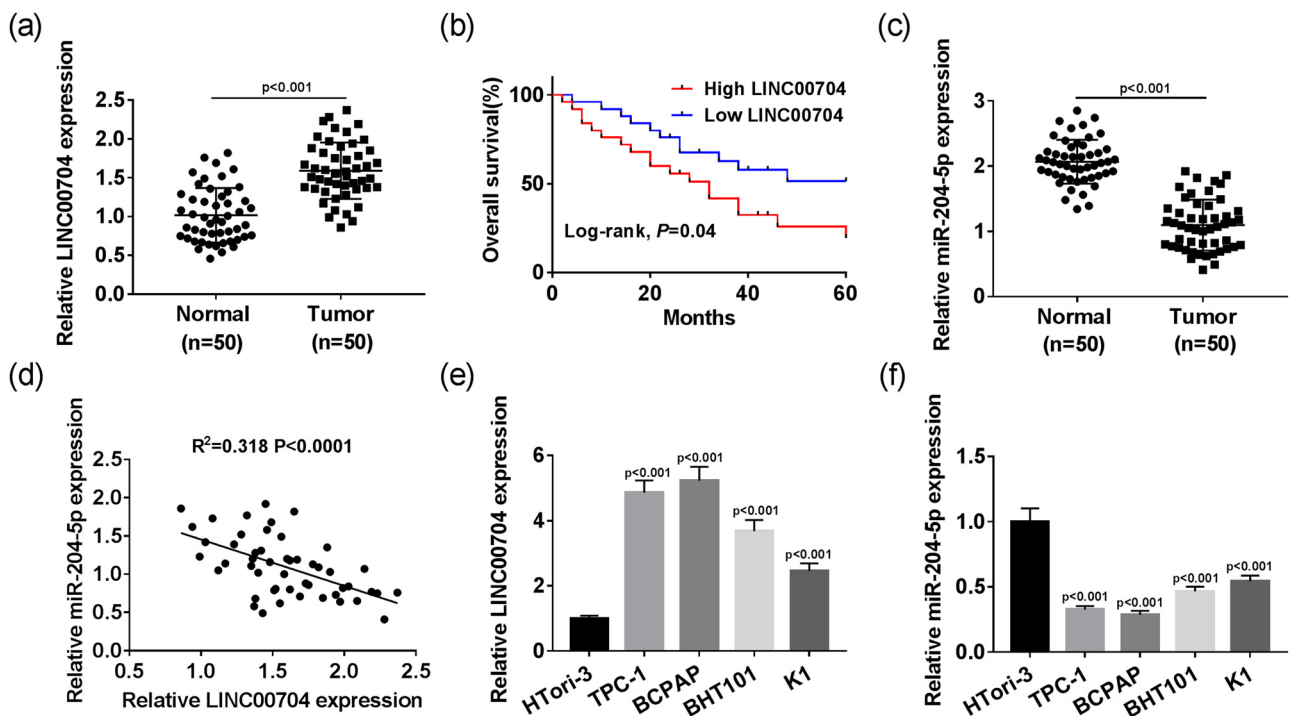 (a)
Relative LINC00704 expression
2.5
2.0
1.5
1.0
0.5
0.0
p<0.001
Normal
(n=50)
Tumor
(n=50)
(b)
Overall survival(%)
100
50
0
High LINC00704
Low LINC00704
Log-rank, P=0.04
0
20
40
60
Months
(c)
Relative miR-204-5p expression
3
2
1
0
p<0.001
Normal
(n=50)
Tumor
(n=50)
(d)
R²=0.318 P<0.0001
Relative miR-204-5p expression
2.5
2.0
1.5
1.0
0.5
0.0
0.5
1.0
1.5
2.0
2.5
Relative LINC00704 expression
(e)
Relative LINC00704 expression
6
4
2
0
p<0.001
p<0.001
p<0.001
p<0.001
HTori-3
TPC-1
BCPAP
BHT101
K1
(f)
Relative miR-204-5p expression
1.5
1.0
0.5
0.0
p<0.001
p<0.001
p<0.001
p<0.001
HTori-3
TPC-1
BCPAP
BHT101
K1